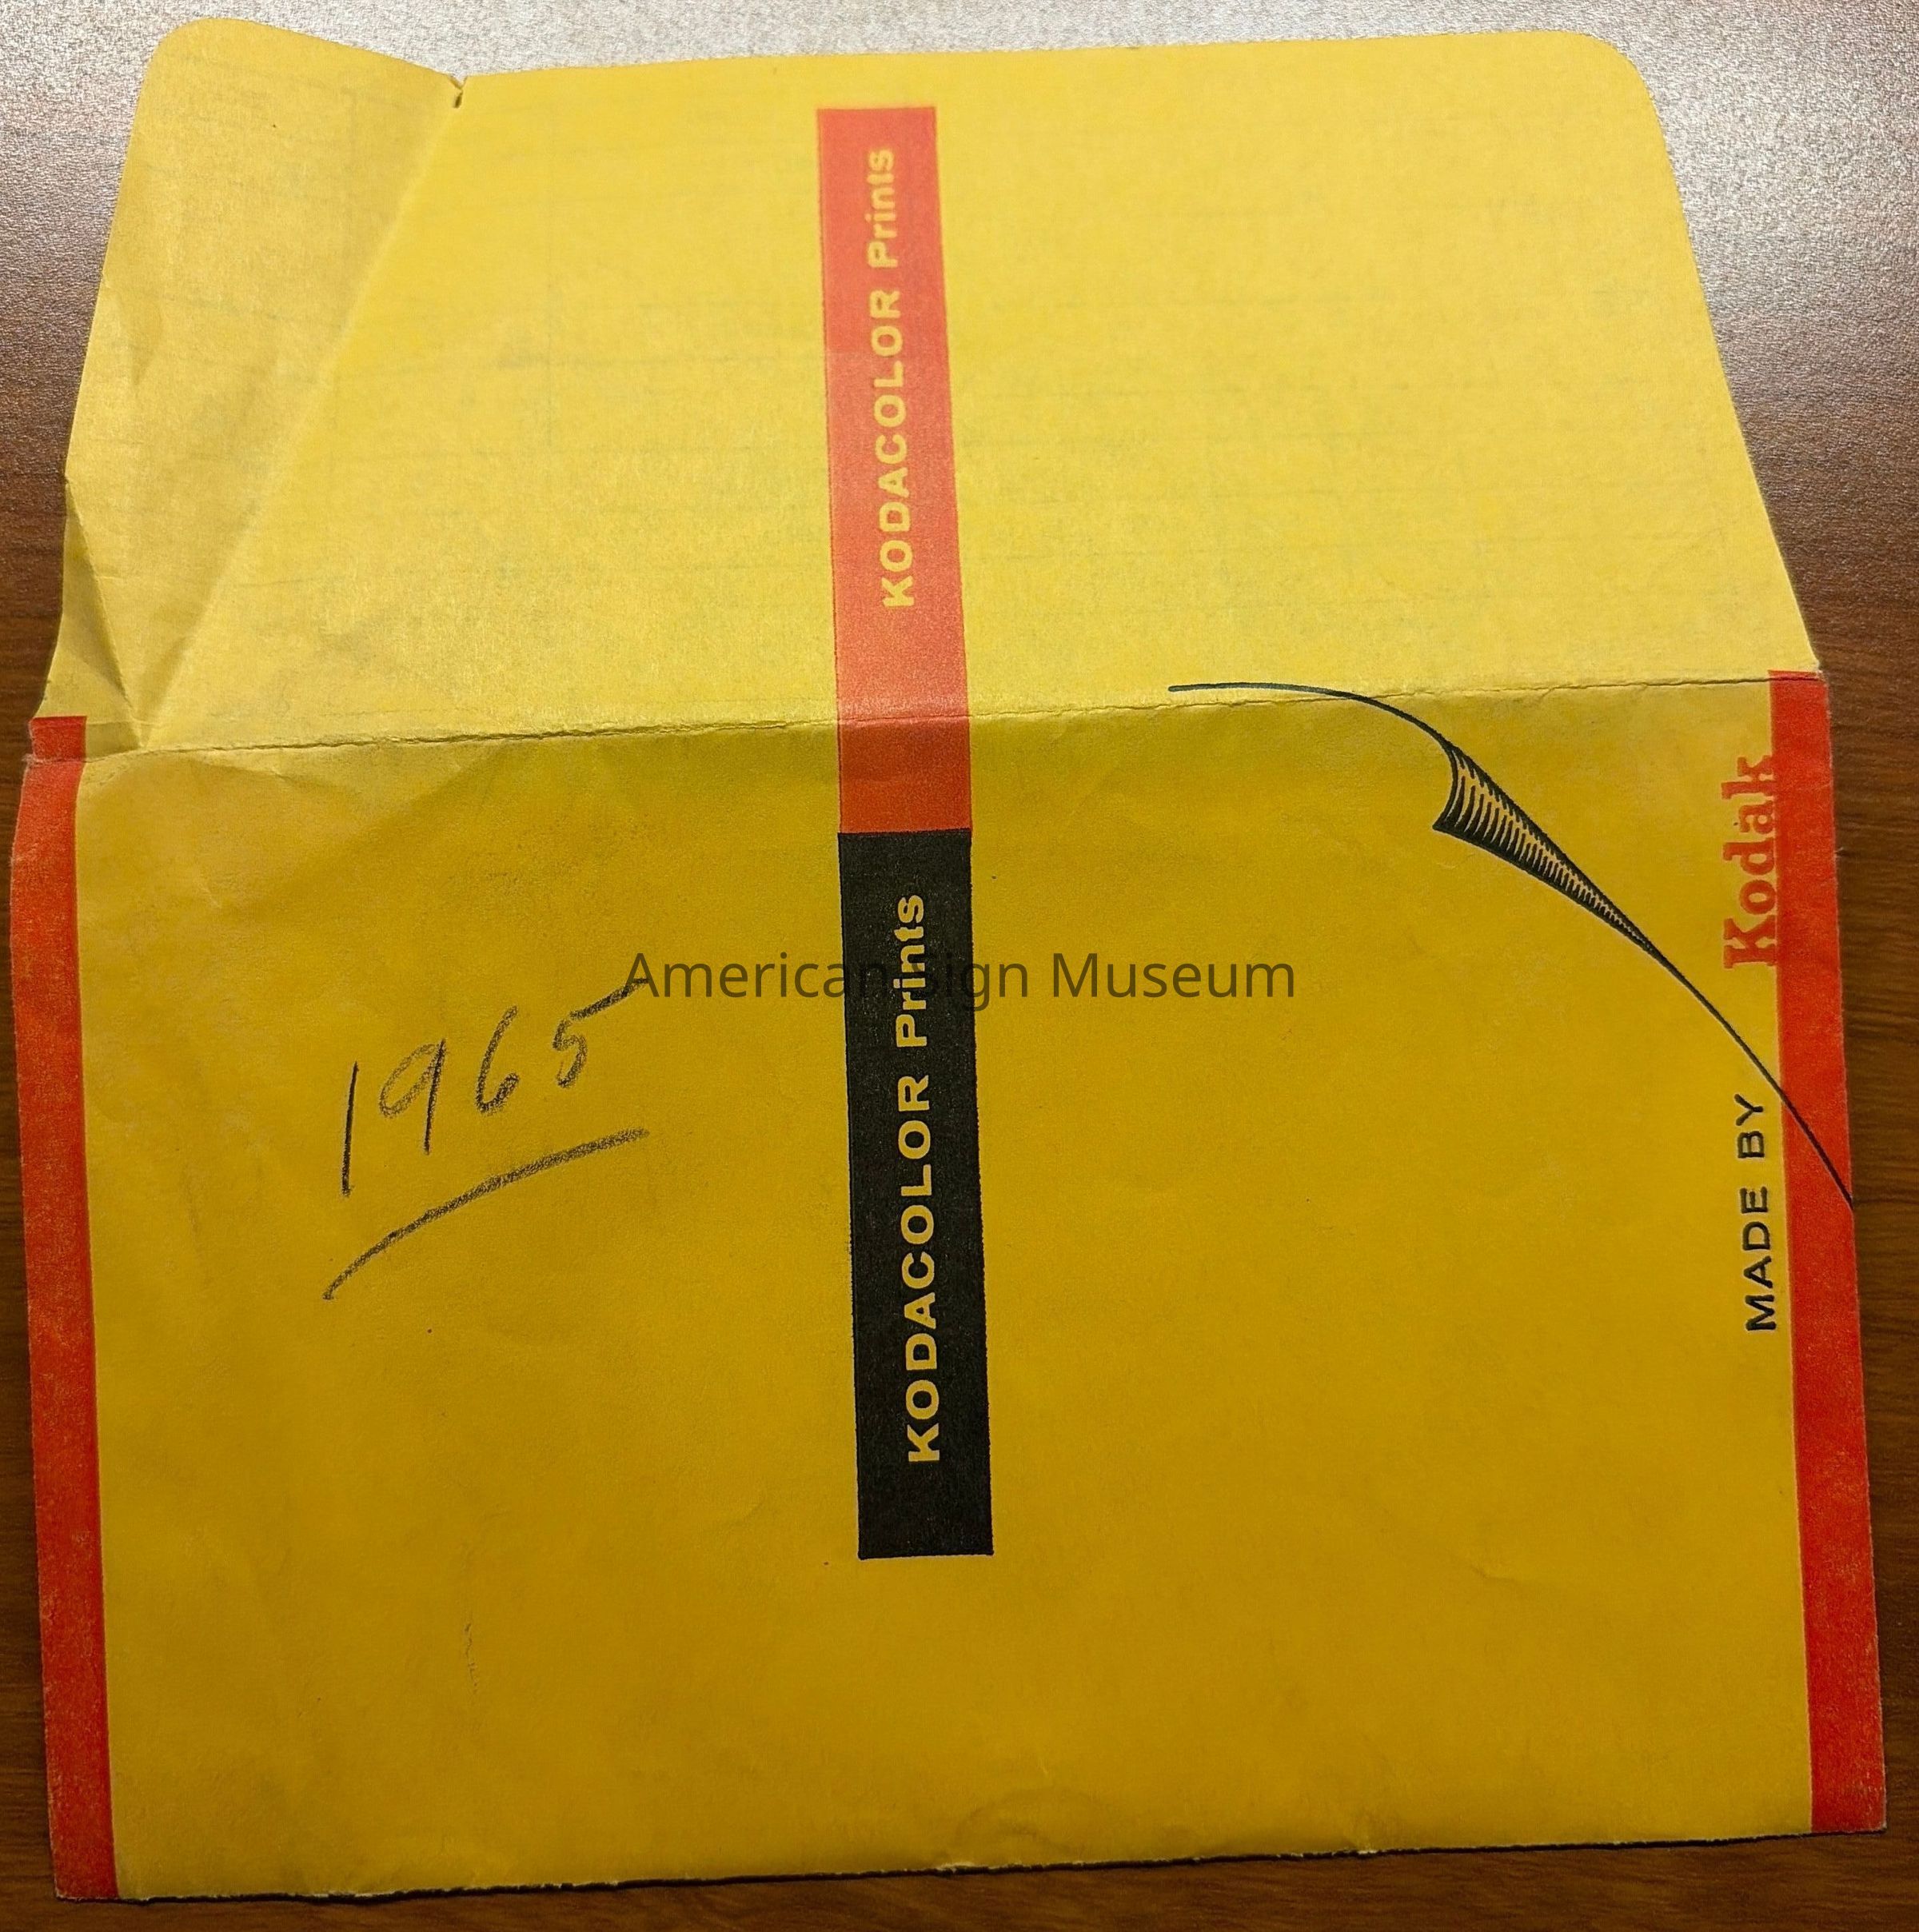 KODACOLOR Prints
KODACOLOR Prints
1965
MADE BY Kodak
American Sign Museum